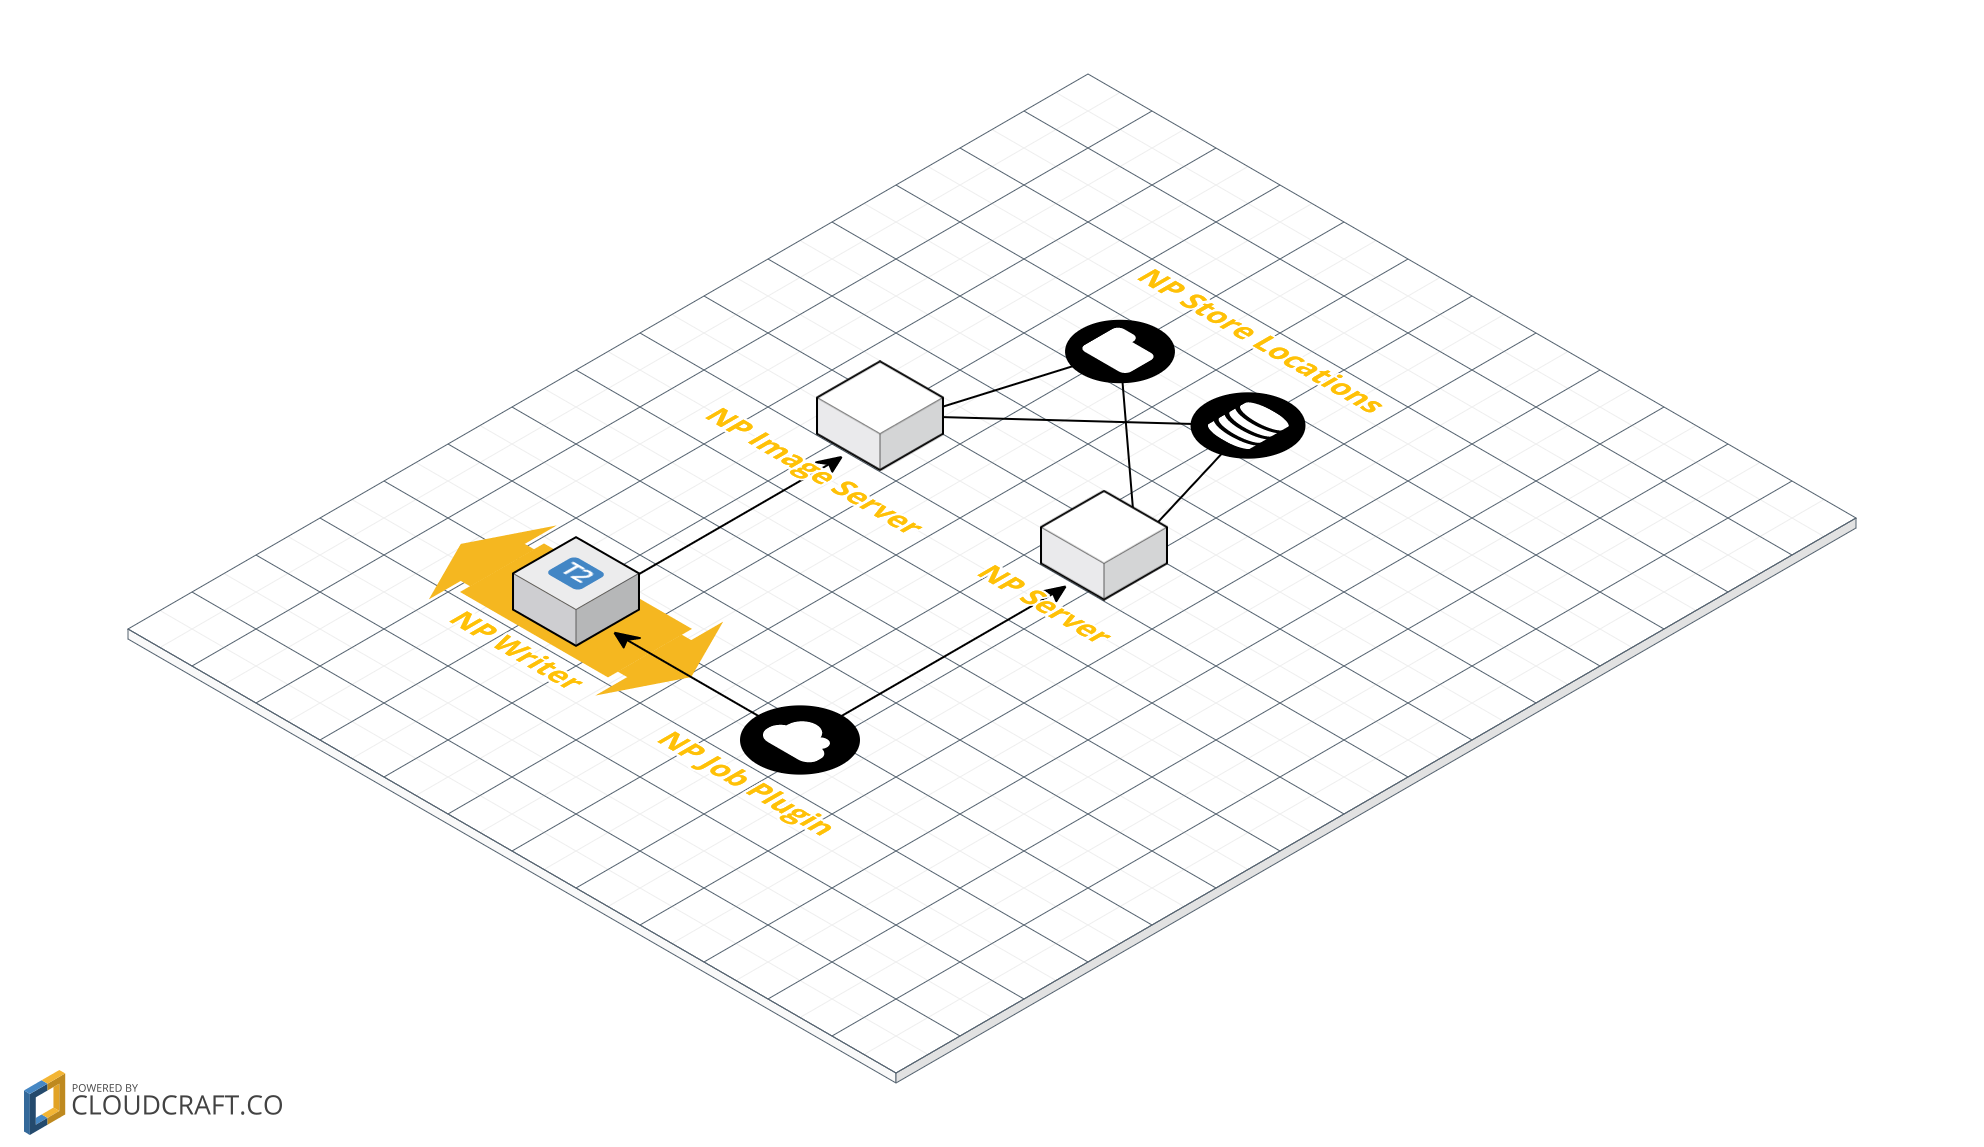 NP Store Locations
NP Image Server
T2
NP Server
NP Writer
NP Job Plugin
POWERED BY
CLOUDCRAFT.CO